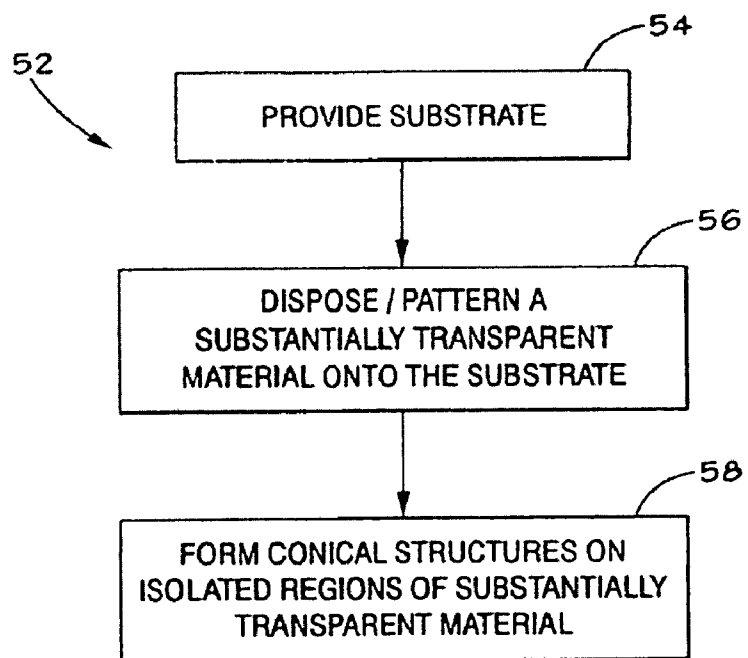 54
52
PROVIDE SUBSTRATE
56
DISPOSE / PATTERN A
SUBSTANTIALLY TRANSPARENT
MATERIAL ONTO THE SUBSTRATE
58
FORM CONICAL STRUCTURES ON
ISOLATED REGIONS OF SUBSTANTIALLY
TRANSPARENT MATERIAL